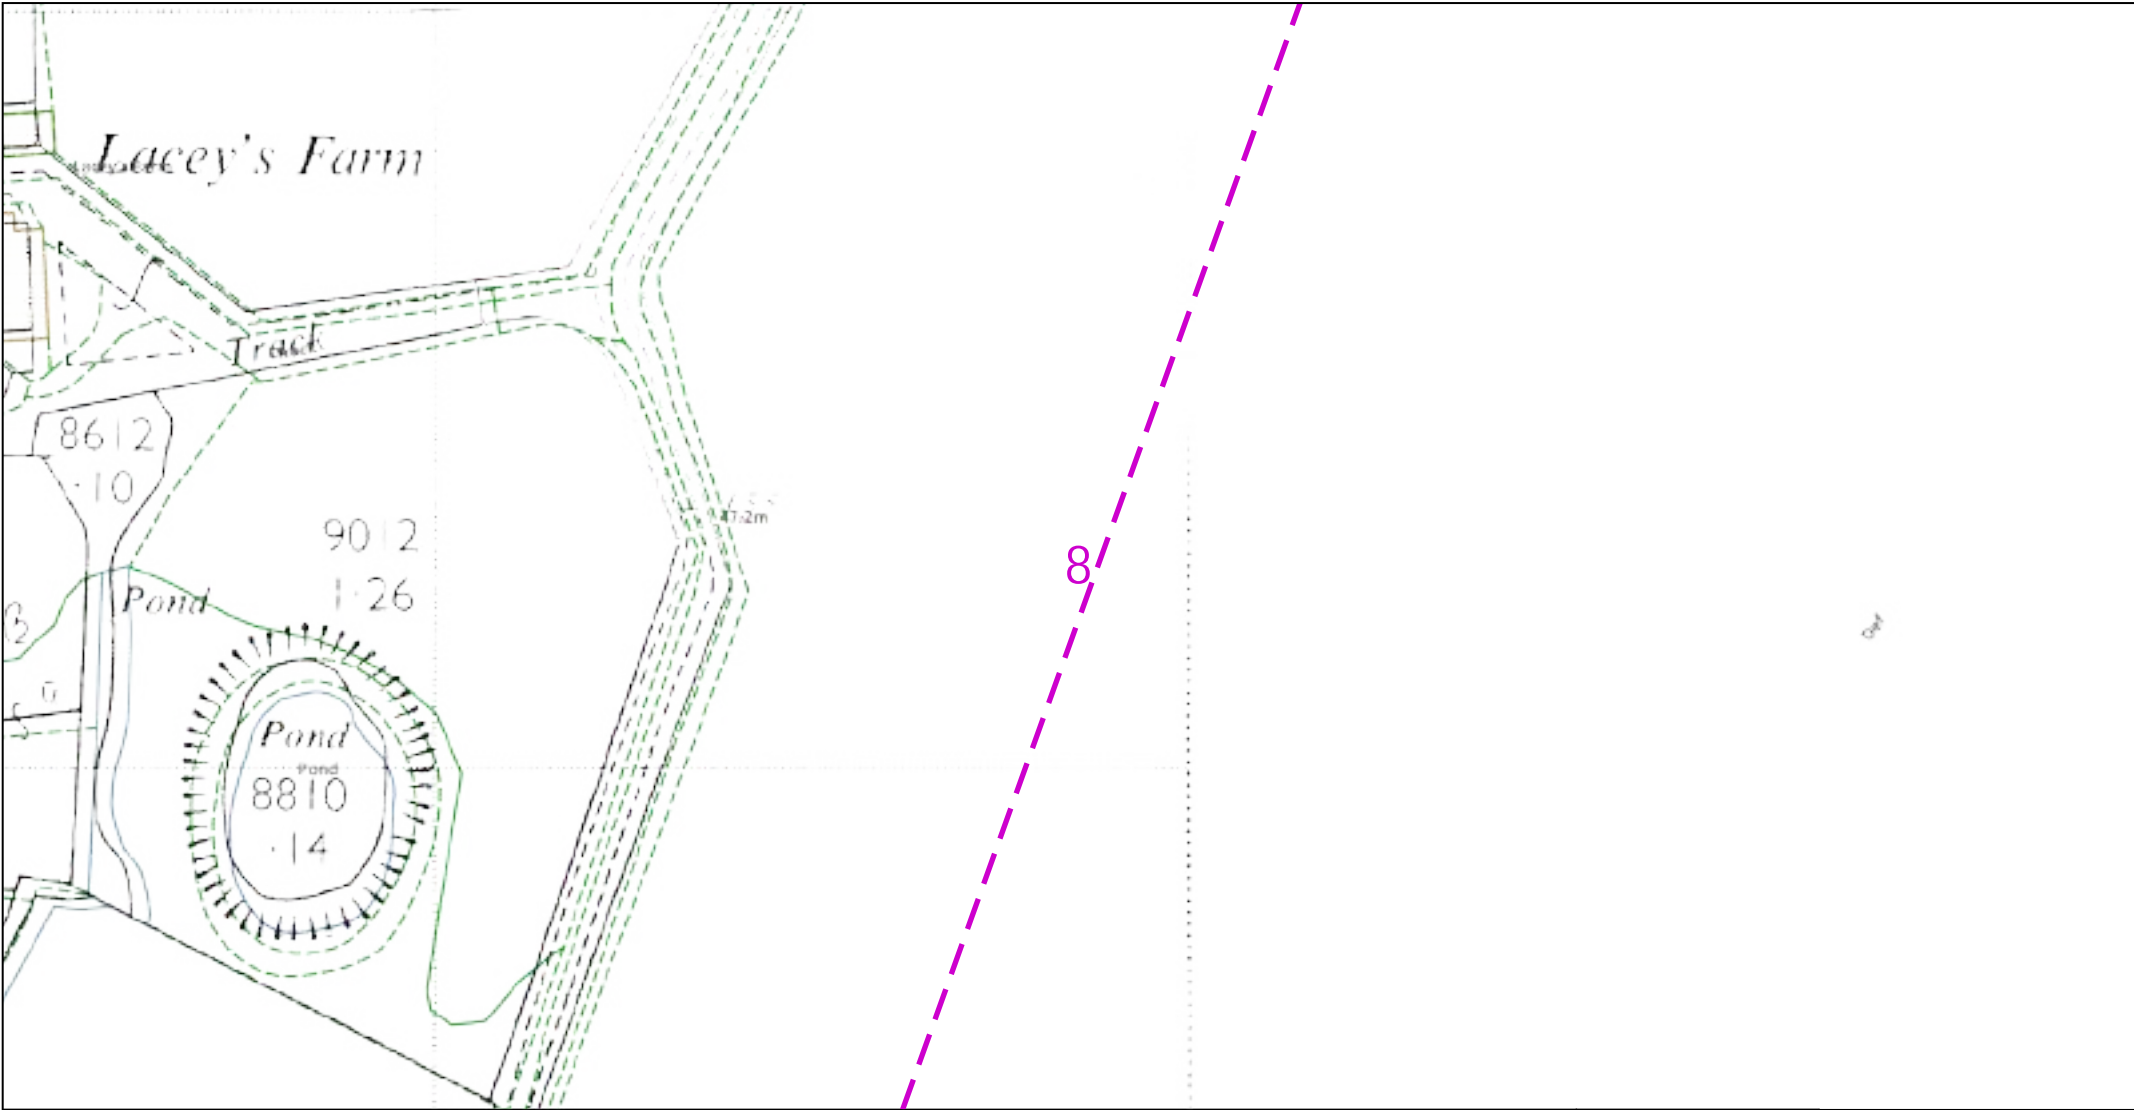 Lacey's Farm
Track
8612
·10
47.2m
9012
1·26
8
Pond
Pond
Pond
8810
·14